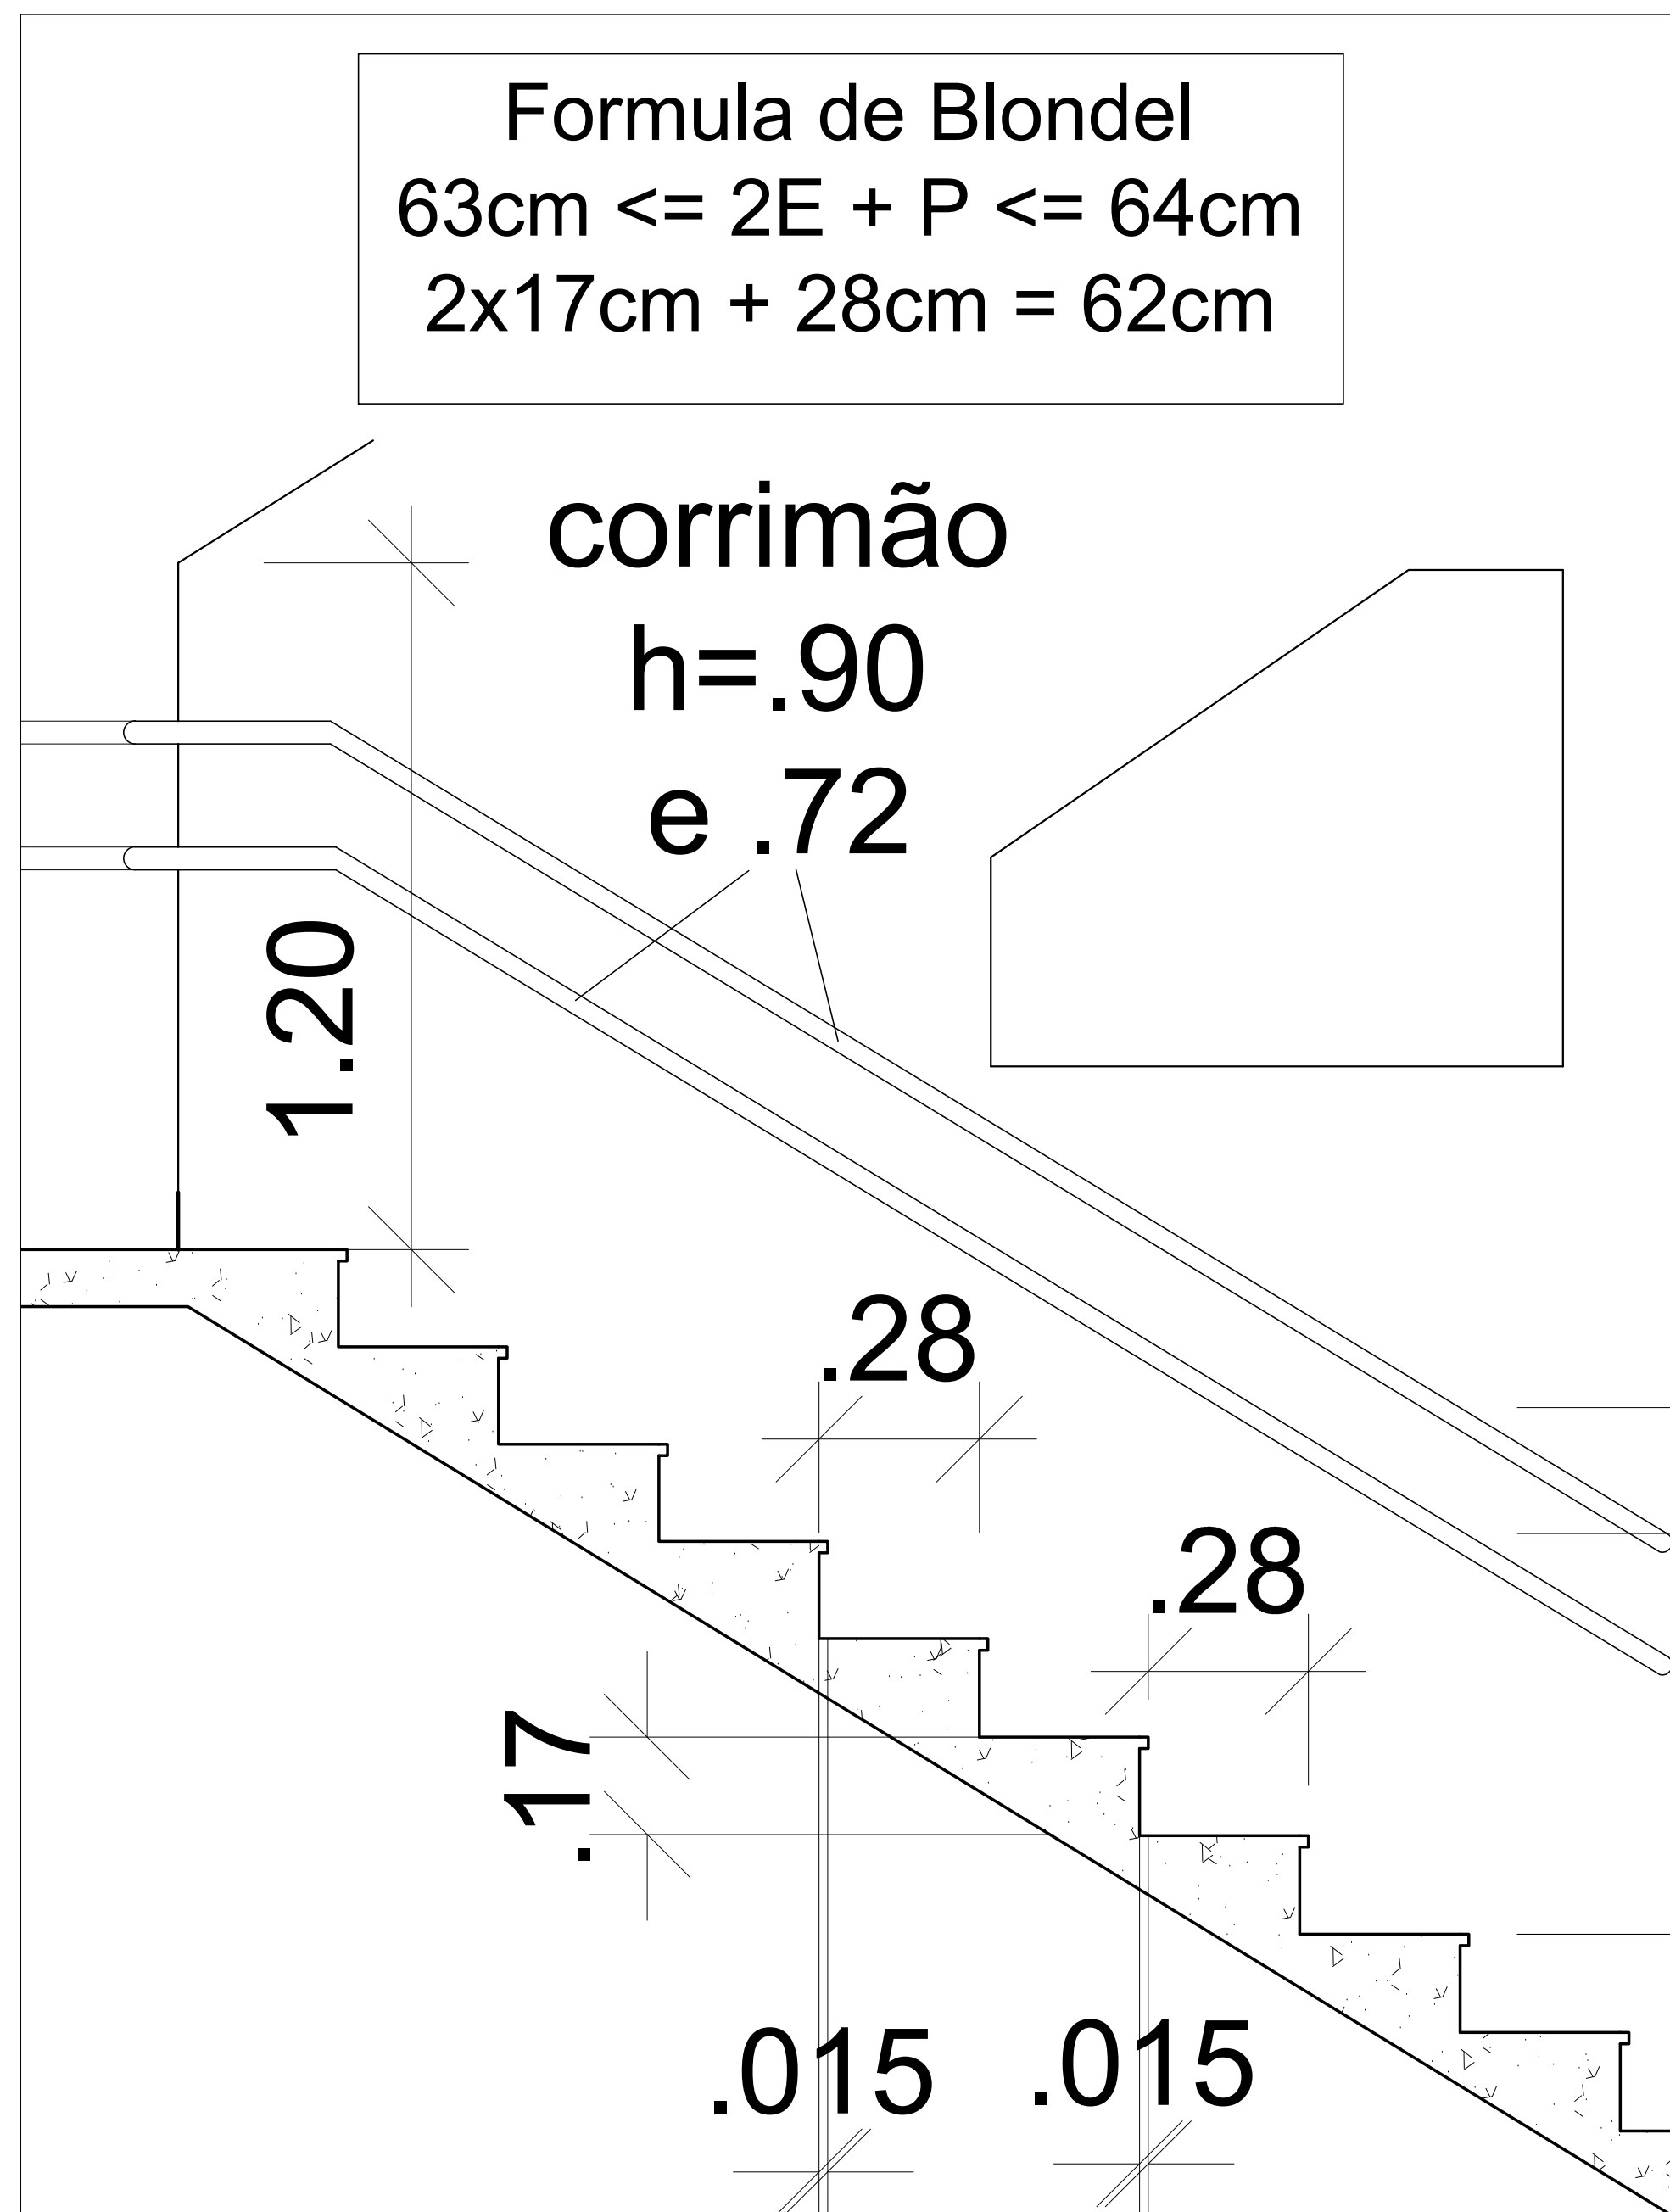 Formula de Blondel
63cm <= 2E + P <= 64cm
2x17cm + 28cm = 62cm
corrimão
h=.90
e .72
1.20
.28
.28
.17
.015
.015